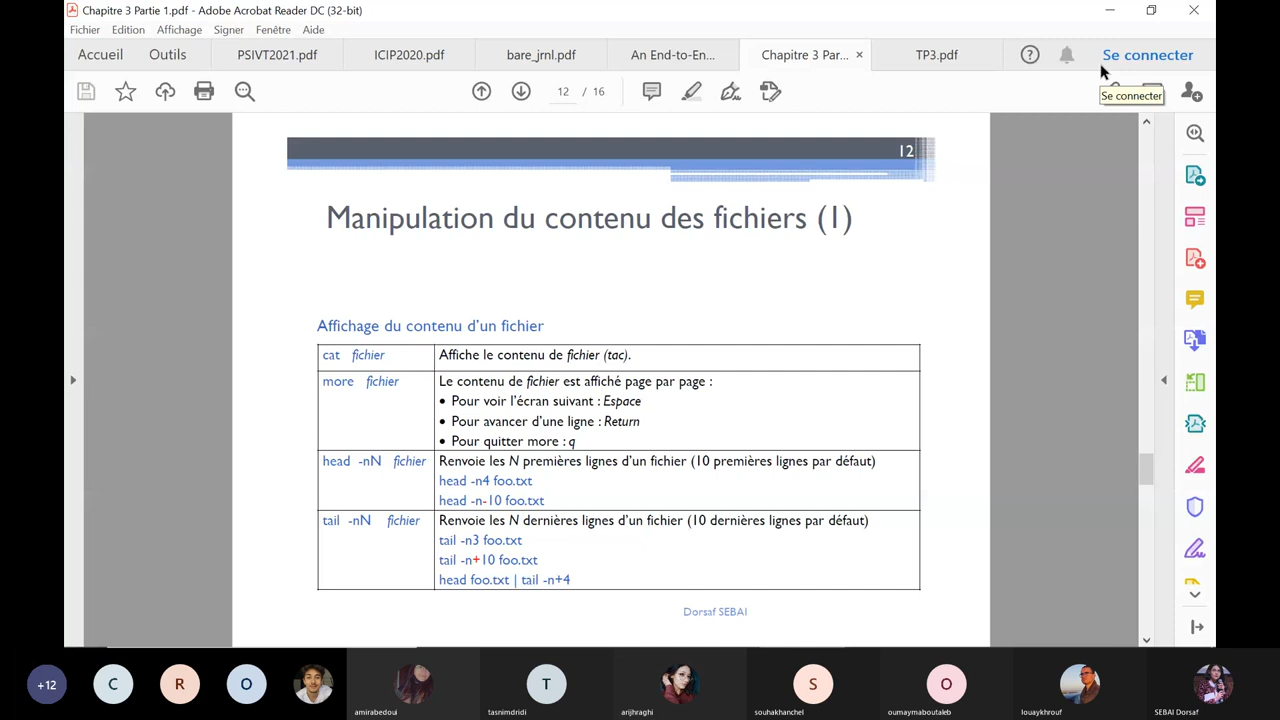 Chapitre 3 Partie 1.pdf - Adobe Acrobat Reader DC (32-bit)
Fichier Edition Affichage Signer Fenêtre Aide
Accueil Outils PSIVT2021.pdf ICIP2020.pdf bare_jrnl.pdf An End-to-En... Chapitre 3 Par... × TP3.pdf Se connecter
12 / 16
Se connecter
12
Manipulation du contenu des fichiers (1)
Affichage du contenu d'un fichier
cat fichier Affiche le contenu de fichier (tac).
more fichier Le contenu de fichier est affiché page par page :
• Pour voir l'écran suivant : Espace
• Pour avancer d'une ligne : Return
• Pour quitter more : q
head -nN fichier Renvoie les N premières lignes d'un fichier (10 premières lignes par défaut)
head -n4 foo.txt
head -n-10 foo.txt
tail -nN fichier Renvoie les N dernières lignes d'un fichier (10 dernières lignes par défaut)
tail -n3 foo.txt
tail -n+10 foo.txt
head foo.txt | tail -n+4
Dorsaf SEBAI
+12 C R O T S O
amirabedoui tasnimdridi arijhraghi souhakhanchel oumaymaboutaleb louaykhrouf SEBAI Dorsaf